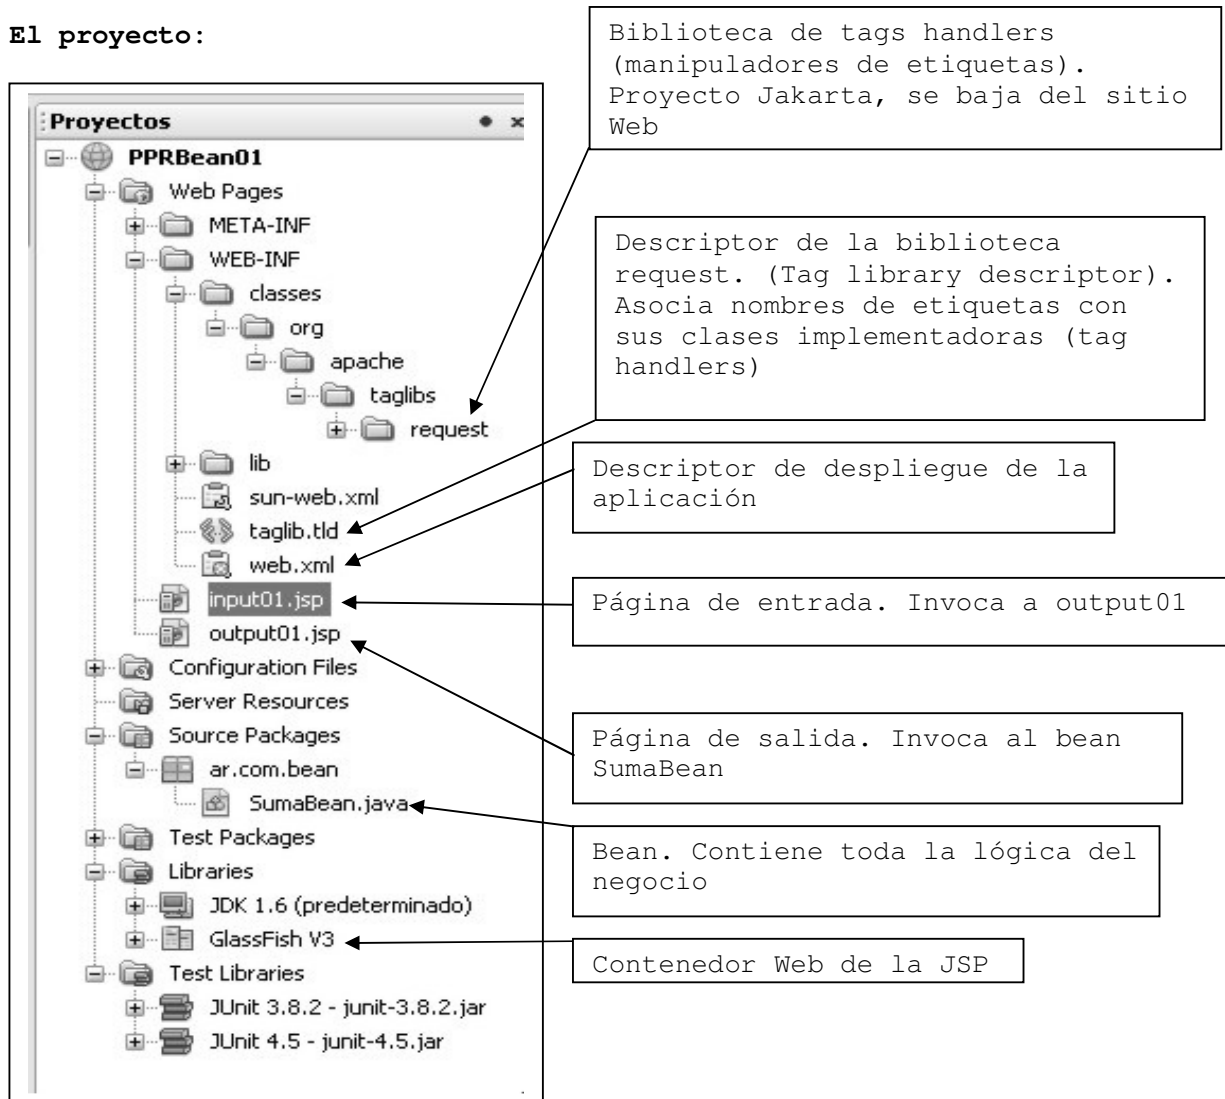 El proyecto:
Proyectos
PPRBean01
Web Pages
META-INF
WEB-INF
classes
org
apache
taglibs
request
lib
sun-web.xml
taglib.tld
web.xml
input01.jsp
output01.jsp
Configuration Files
Server Resources
Source Packages
ar.com.bean
SumaBean.java
Test Packages
Libraries
JDK 1.6 (predeterminado)
GlassFish V3
Test Libraries
JUnit 3.8.2 - junit-3.8.2.jar
JUnit 4.5 - junit-4.5.jar
Biblioteca de tags handlers
(manipuladores de etiquetas).
Proyecto Jakarta, se baja del sitio
Web
Descriptor de la biblioteca
request. (Tag library descriptor).
Asocia nombres de etiquetas con
sus clases implementadoras (tag
handlers)
Descriptor de despliegue de la
aplicación
Página de entrada. Invoca a output01
Página de salida. Invoca al bean
SumaBean
Bean. Contiene toda la lógica del
negocio
Contenedor Web de la JSP